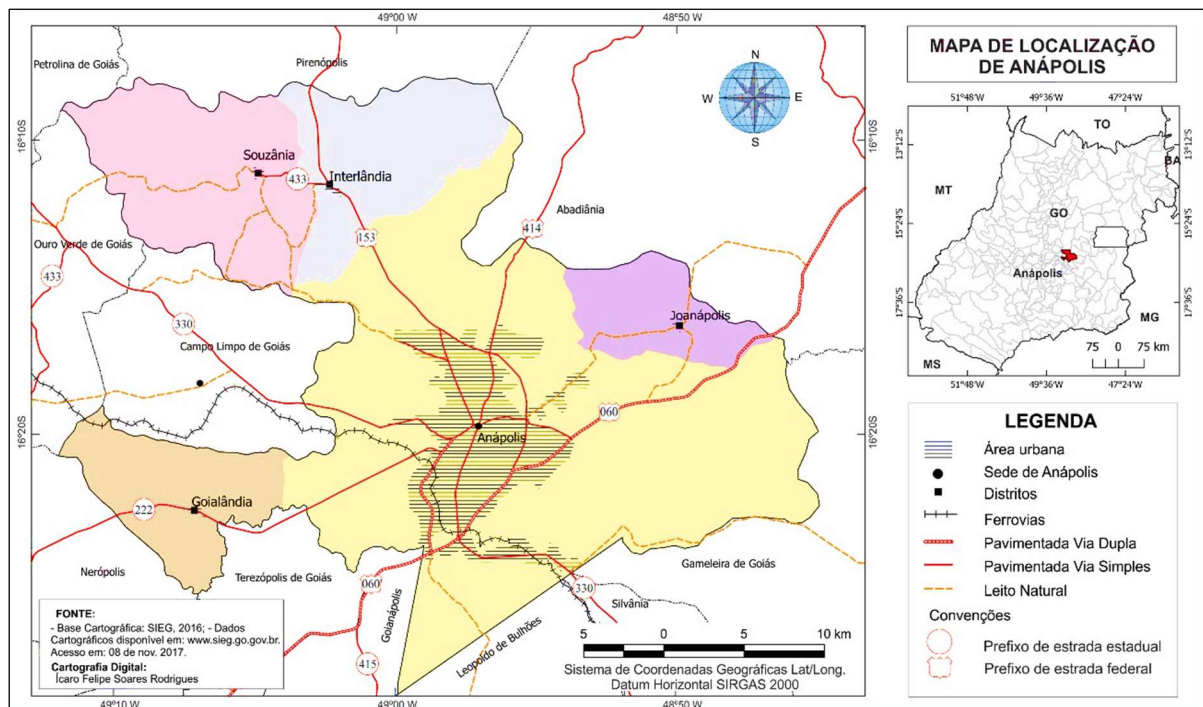 49°00' W
48°50' W
Petrolina de Goiás
Pirenópolis
N
W
E
S
16°10'S
16°10'S
Souzânia
433
Interlândia
Abadiânia
153
414
Ouro Verde de Goiás
433
330
Campo Limpo de Goiás
Joanápolis
060
16°20'S
16°20'S
Anápolis
Goialândia
222
Nerópolis
Terezópolis de Goiás
060
Goianápolis
415
Leopoldo de Bulhões
330
Silvânia
Gameleira de Goiás
FONTE:
- Base Cartográfica: SIEG, 2016; - Dados
Cartográficos disponível em: www.sieg.go.gov.br.
Acesso em: 08 de nov. 2017.
Cartografia Digital:
Ícaro Felipe Soares Rodrigues
5 0 5 10 km
Sistema de Coordenadas Geográficas Lat/Long.
Datum Horizontal SIRGAS 2000
49°10' W
49°00' W
48°50' W
MAPA DE LOCALIZAÇÃO
DE ANÁPOLIS
51°48'W 49°36'W 47°24'W
TO
13°12'S
13°12'S
BA
MT
GO
15°24'S
15°24'S
Anápolis
17°36'S
17°36'S
MG
75 0 75 km
MS
51°48'W 49°36'W 47°24'W
LEGENDA
Área urbana
Sede de Anápolis
Distritos
Ferrovias
Pavimentada Via Dupla
Pavimentada Via Simples
Leito Natural
Convenções
Prefixo de estrada estadual
Prefixo de estrada federal